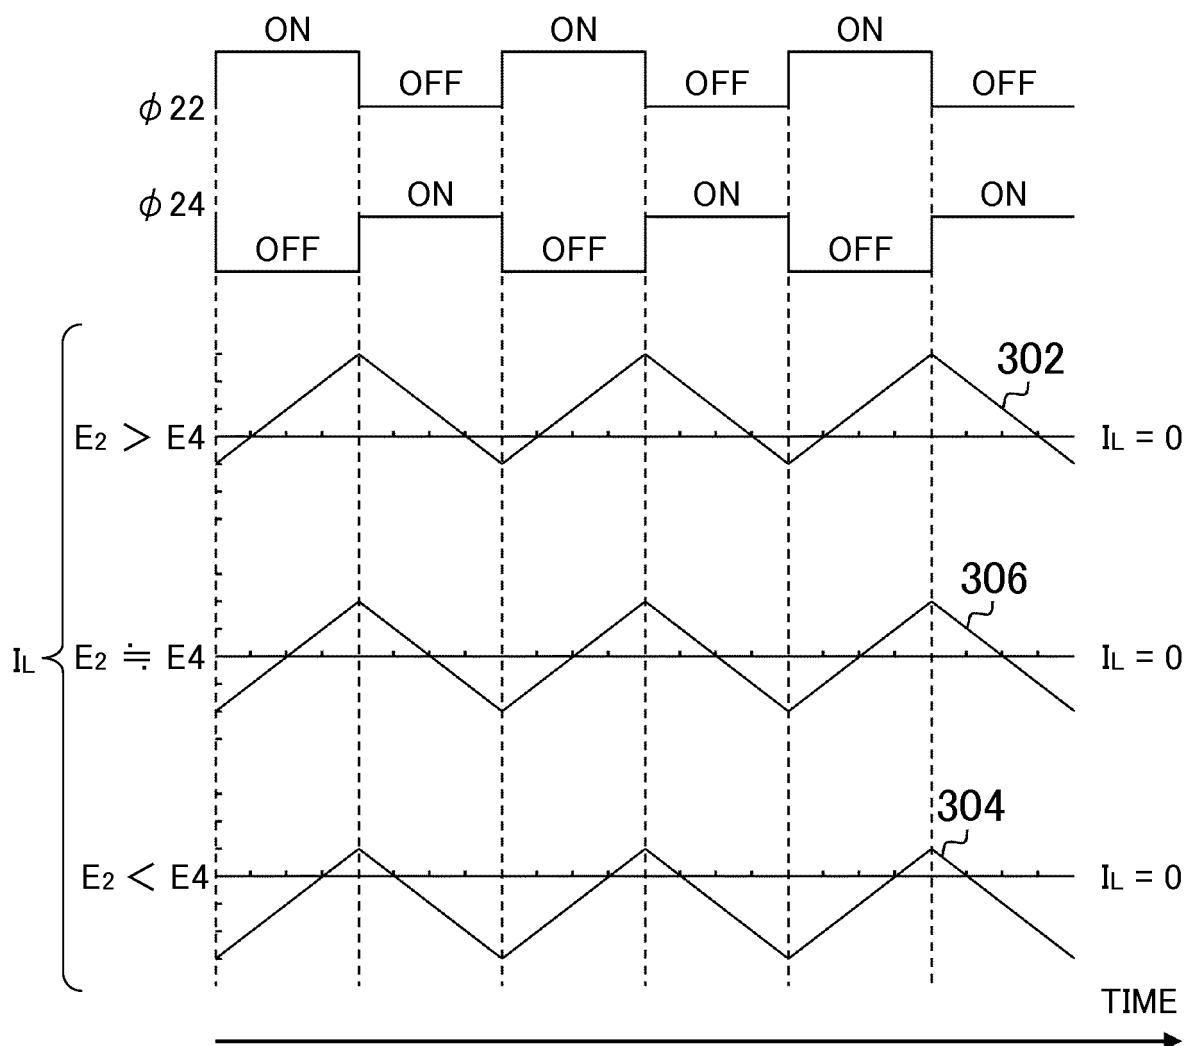 ON ON ON
OFF OFF OFF
φ22
ON ON ON
φ24
OFF OFF OFF
302
E2 > E4 IL = 0
306
IL E2 ≒ E4 IL = 0
304
E2 < E4 IL = 0
TIME